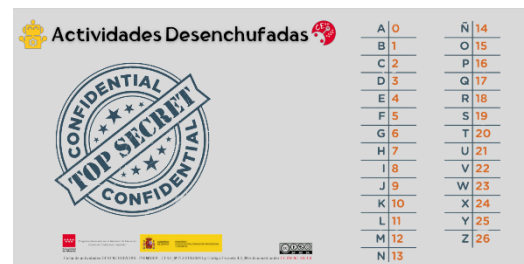 Actividades Desenchufadas
CONFIDENTIAL
TOP SECRET
CONFIDENTIAL
A 0
B 1
C 2
D 3
E 4
F 5
G 6
H 7
I 8
J 9
K 10
L 11
M 12
N 13
Ñ 14
O 15
P 16
Q 17
R 18
S 19
T 20
U 21
V 22
W 23
X 24
Y 25
Z 26